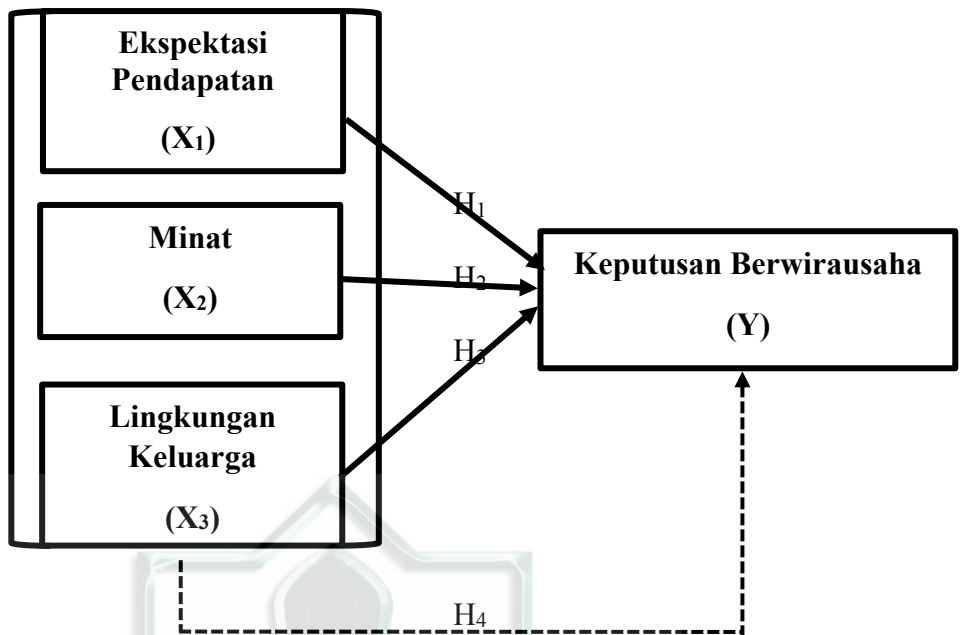 Ekspektasi
Pendapatan
(X₁)
H₁
Minat
(X₂)
H₂
Keputusan Berwirausaha
(Y)
H₃
Lingkungan
Keluarga
(X₃)
H₄